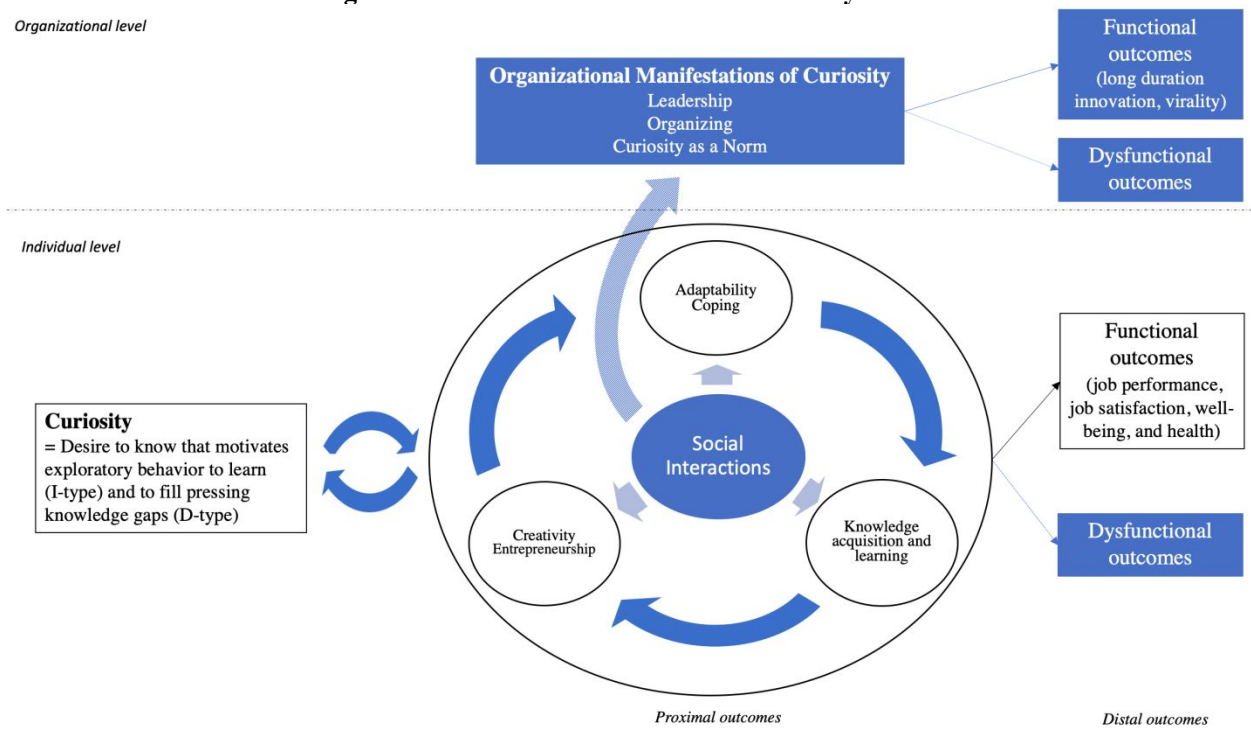 Organizational level
Organizational Manifestations of Curiosity
Leadership
Organizing
Curiosity as a Norm
Functional
outcomes
(long duration
innovation, virality)
Dysfunctional
outcomes
Individual level
Curiosity
= Desire to know that motivates
exploratory behavior to learn
(I-type) and to fill pressing
knowledge gaps (D-type)
Adaptability
Coping
Social
Interactions
Creativity
Entrepreneurship
Knowledge
acquisition and
learning
Functional
outcomes
(job performance,
job satisfaction, well-
being, and health)
Dysfunctional
outcomes
Proximal outcomes
Distal outcomes